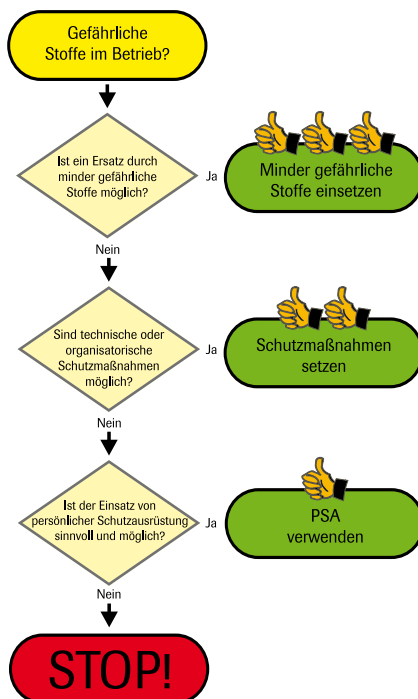 Gefährliche
Stoffe im Betrieb?
Ist ein Ersatz durch
minder gefährliche
Stoffe möglich?
Ja
Minder gefährliche
Stoffe einsetzen
Nein
Sind technische oder
organisatorische
Schutzmaßnahmen
möglich?
Ja
Schutzmaßnahmen
setzen
Nein
Ist der Einsatz von
persönlicher Schutzausrüstung
sinnvoll und möglich?
Ja
PSA
verwenden
Nein
STOP!